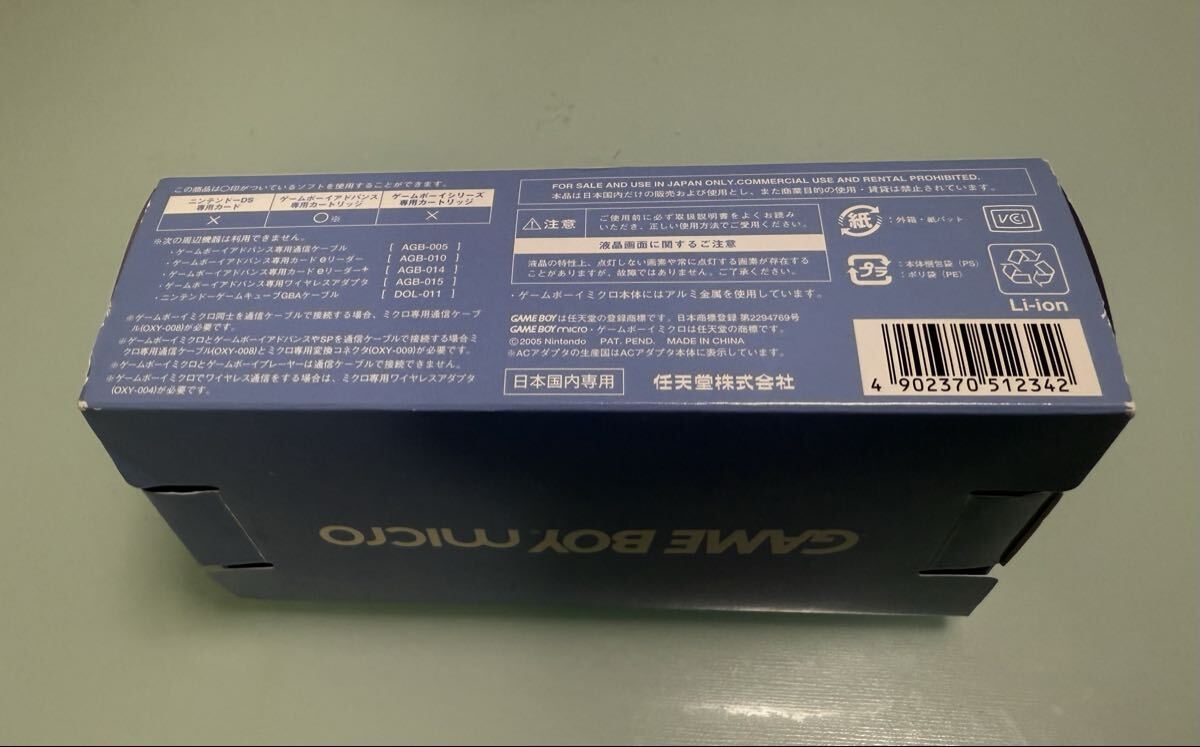 この商品は○印がついているソフトを使用することができます。
ニンテンドーDS
専用カード
ゲームボーイアドバンス
専用カートリッジ
ゲームボーイシリーズ
専用カートリッジ
×
○※
×
※次の周辺機器は利用できません。
・ゲームボーイアドバンス専用通信ケーブル [ AGB-005 ]
・ゲームボーイアドバンス専用カードeリーダー [ AGB-010 ]
・ゲームボーイアドバンス専用カードeリーダー+ [ AGB-014 ]
・ゲームボーイアドバンス専用ワイヤレスアダプタ [ AGB-015 ]
・ニンテンドーゲームキューブGBAケーブル [ DOL-011 ]
※ゲームボーイミクロ同士を通信ケーブルで接続する場合、ミクロ専用通信ケーブ
ル(OXY-008)が必要です。
※ゲームボーイミクロとゲームボーイアドバンスやSPを通信ケーブルで接続する場合ミ
クロ専用通信ケーブル(OXY-008)とミクロ専用変換コネクタ(OXY-009)が必要です。
※ゲームボーイミクロとゲームボーイプレーヤーは通信ケーブルで接続できません。
※ゲームボーイミクロでワイヤレス通信をする場合は、ミクロ専用ワイヤレスアダプタ
(OXY-004)が必要です。
FOR SALE AND USE IN JAPAN ONLY.COMMERCIAL USE AND RENTAL PROHIBITED.
本品は日本国内だけの販売および使用とし、また商業目的の使用・賃貸は禁止されています。
注意
ご使用前に必ず取扱説明書をよくお読み
いただき、正しい使用方法でご愛用ください。
液晶画面に関するご注意
液晶の特性上、点灯しない画素や常に点灯する画素が存在する
ことがありますが、故障ではありません。ご了承ください。
・ゲームボーイミクロ本体にはアルミ金属を使用しています。
GAME BOYは任天堂の登録商標です。日本商標登録 第2294769号
GAME BOY micro・ゲームボーイミクロは任天堂の商標です。
©2005 Nintendo PAT. PEND. MADE IN CHINA
※ACアダプタの生産国はACアダプタ本体に表示しています。
日本国内専用
任天堂株式会社
紙
:外箱・紙パット
プラ
:本体梱包袋(PS)
:ポリ袋(PE)
VCI
Li-ion
4 902370 512342
GAME BOY micro